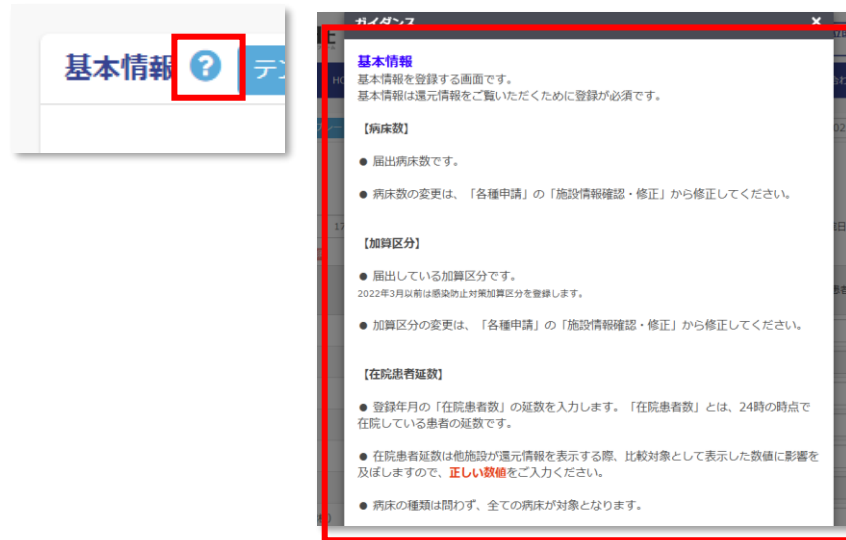 基本情報 ?
ガイダンス ×
基本情報
基本情報を登録する画面です。
基本情報は還元情報をご覧いただくために登録が必須です。
【病床数】
● 届出病床数です。
● 病床数の変更は、「各種申請」の「施設情報確認・修正」から修正してください。
【加算区分】
● 届出している加算区分です。
2022年3月以前は感染防止対策加算区分を登録します。
● 加算区分の変更は、「各種申請」の「施設情報確認・修正」から修正してください。
【在院患者延数】
● 登録年月の「在院患者数」の延数を入力します。「在院患者数」とは、24時の時点で
在院している患者の延数です。
● 在院患者延数は他施設が還元情報を表示する際、比較対象として表示した数値に影響を
及ぼしますので、正しい数値をご入力ください。
● 病床の種類は問わず、全ての病床が対象となります。